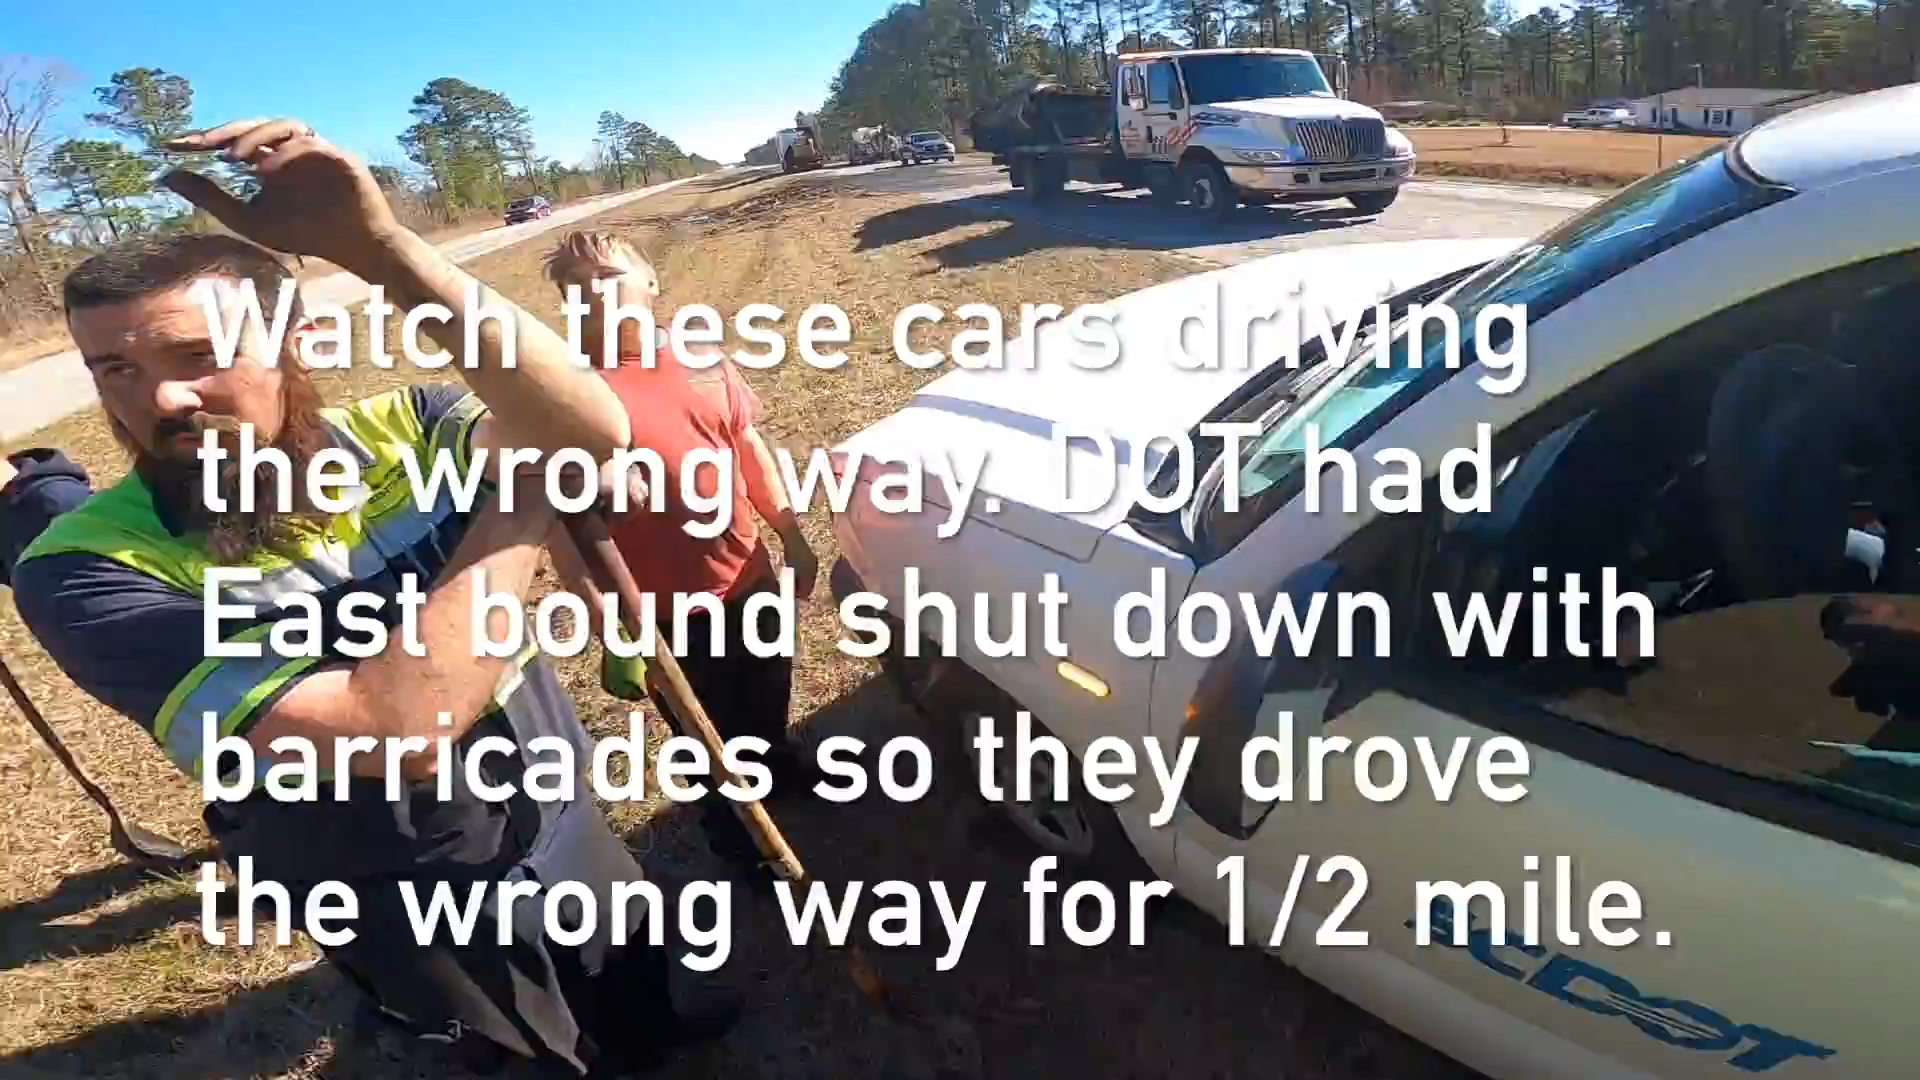 Watch these cars driving
the wrong way. DOT had
East bound shut down with
barricades so they drove
the wrong way for 1/2 mile.
SCDOT